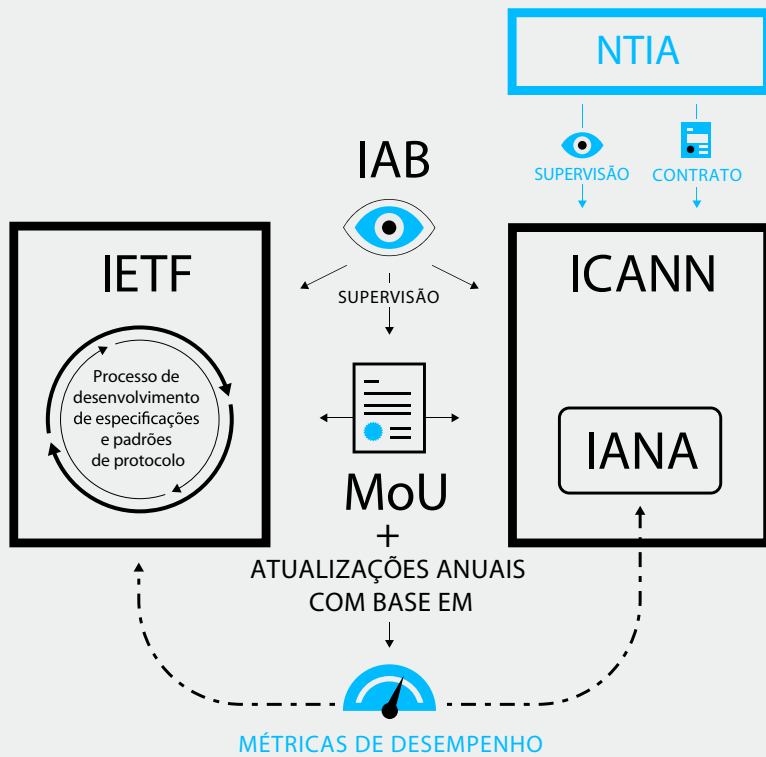 NTIA
SUPERVISÃO
CONTRATO
IAB
SUPERVISÃO
IETF
Processo de
desenvolvimento
de especificações
e padrões
de protocolo
ICANN
IANA
MoU
+
ATUALIZAÇÕES ANUAIS
COM BASE EM
MÉTRICAS DE DESEMPENHO